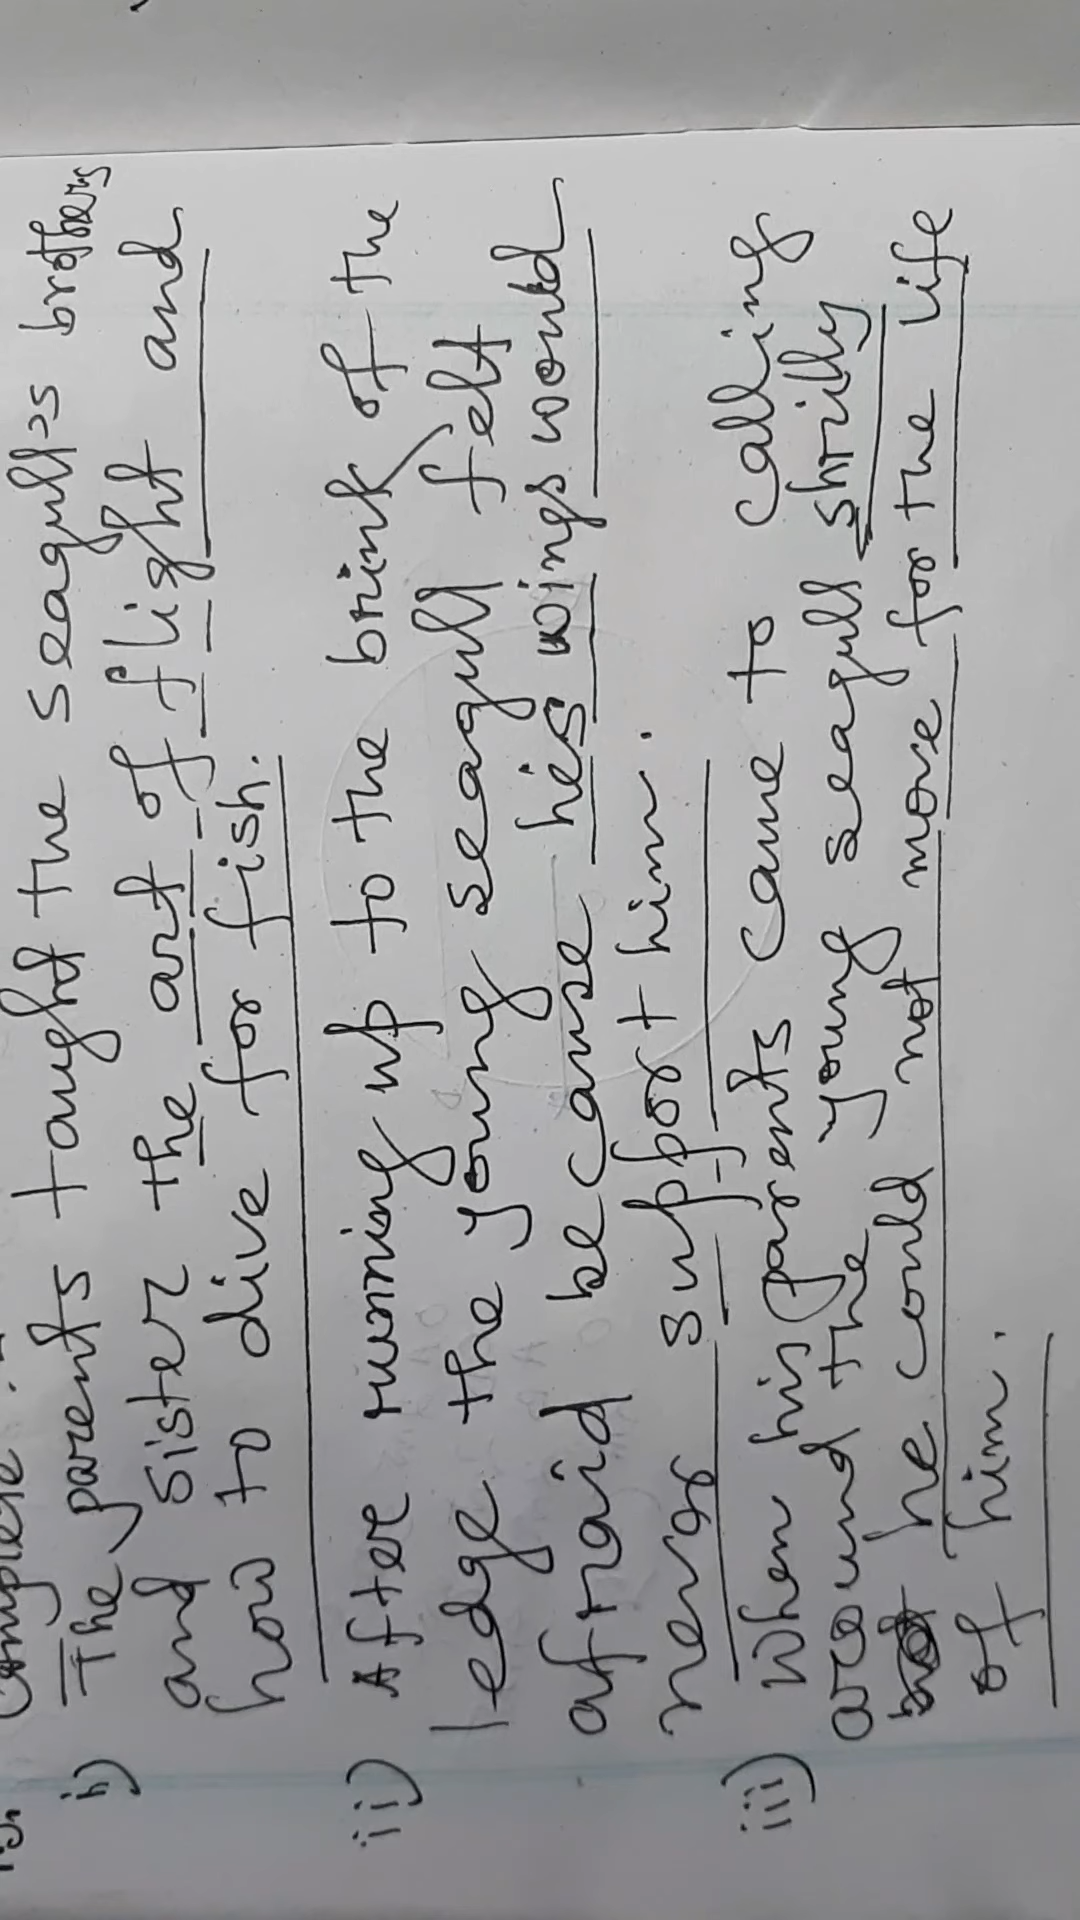 Complete
i) The parents taught the seagull's brothers
and sister the art of flight and
how to dive for fish.
ii) After running up to the brink of the
ledge the young seagull felt
afraid because his wings would
never support him.
iii) When his parents came to calling
around the young seagull shrilly
he could not move for the life
of him.